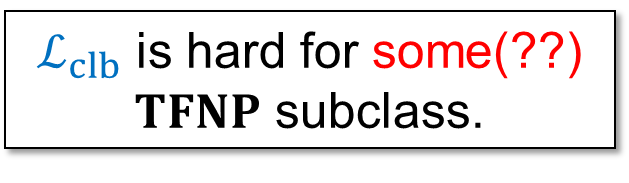 ℒclb is hard for some(??)
TFNP subclass.